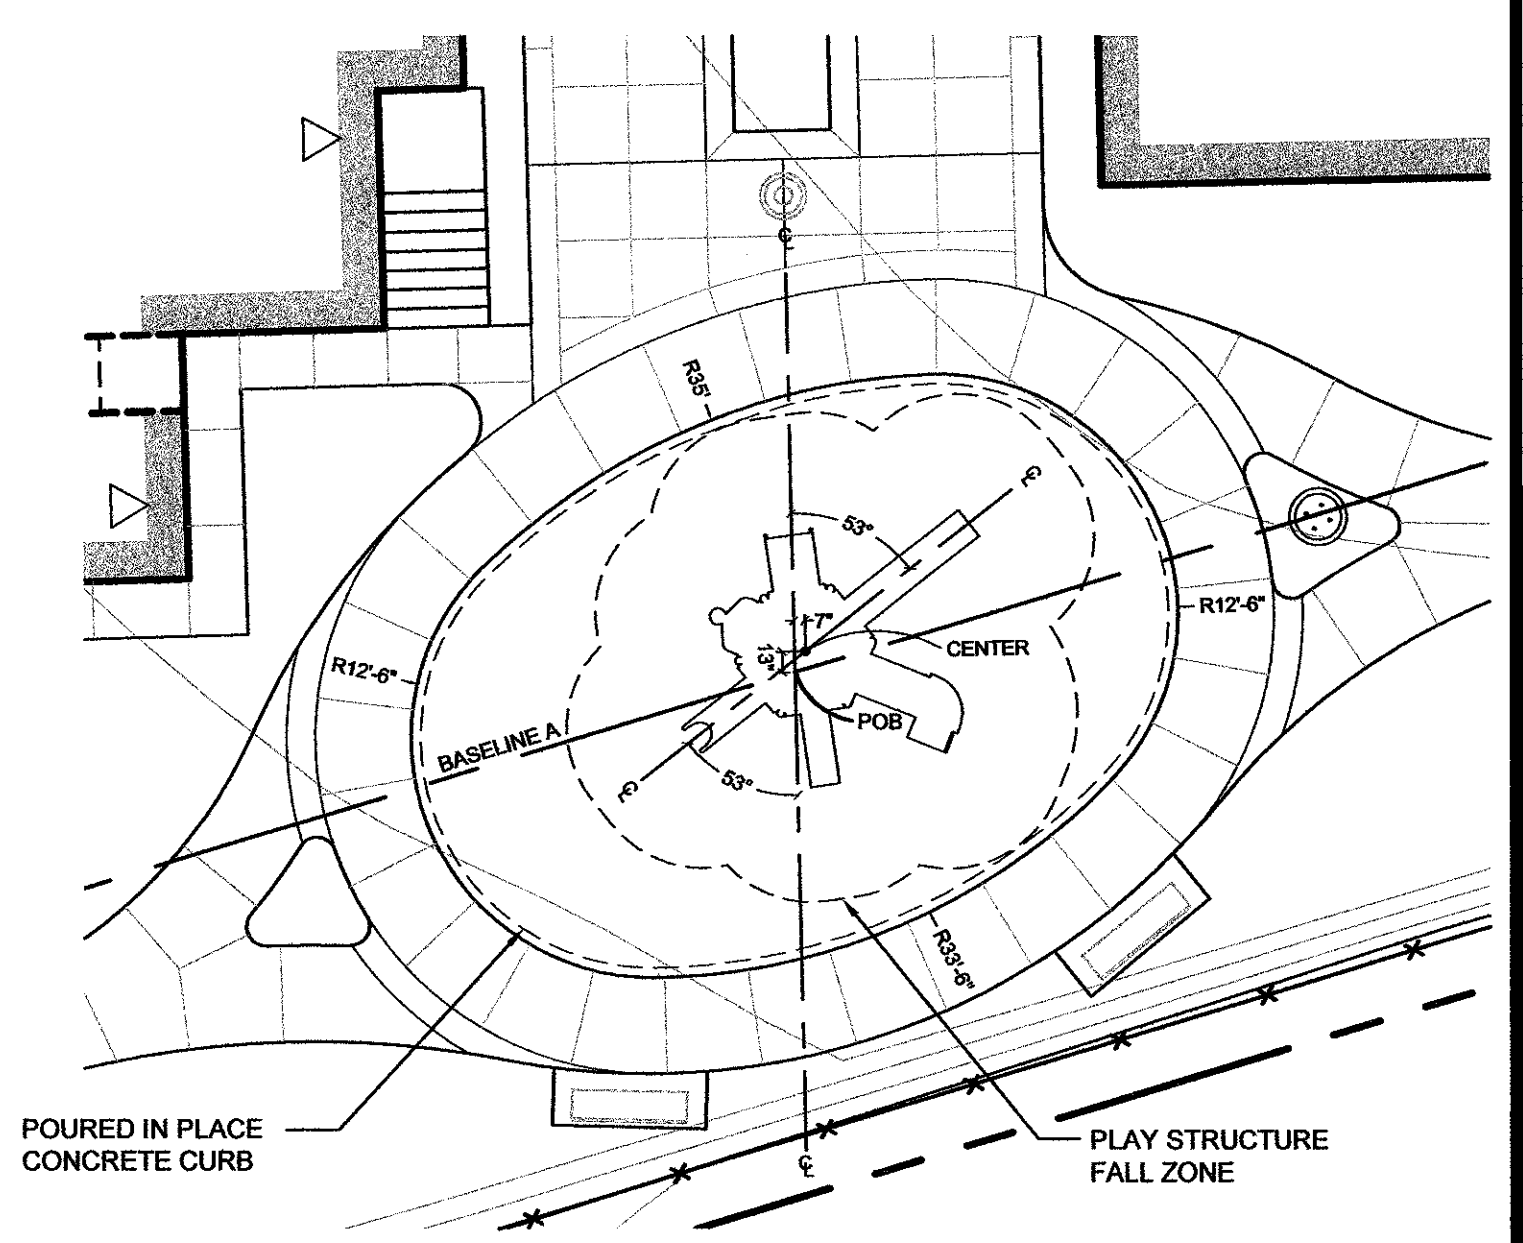 ℄
R35'
℄
53°
R12'-6"
7"
CENTER
13"
R12'-6"
POB
BASELINE A
53°
℄
R33'-6"
POURED IN PLACE
CONCRETE CURB
PLAY STRUCTURE
FALL ZONE
℄